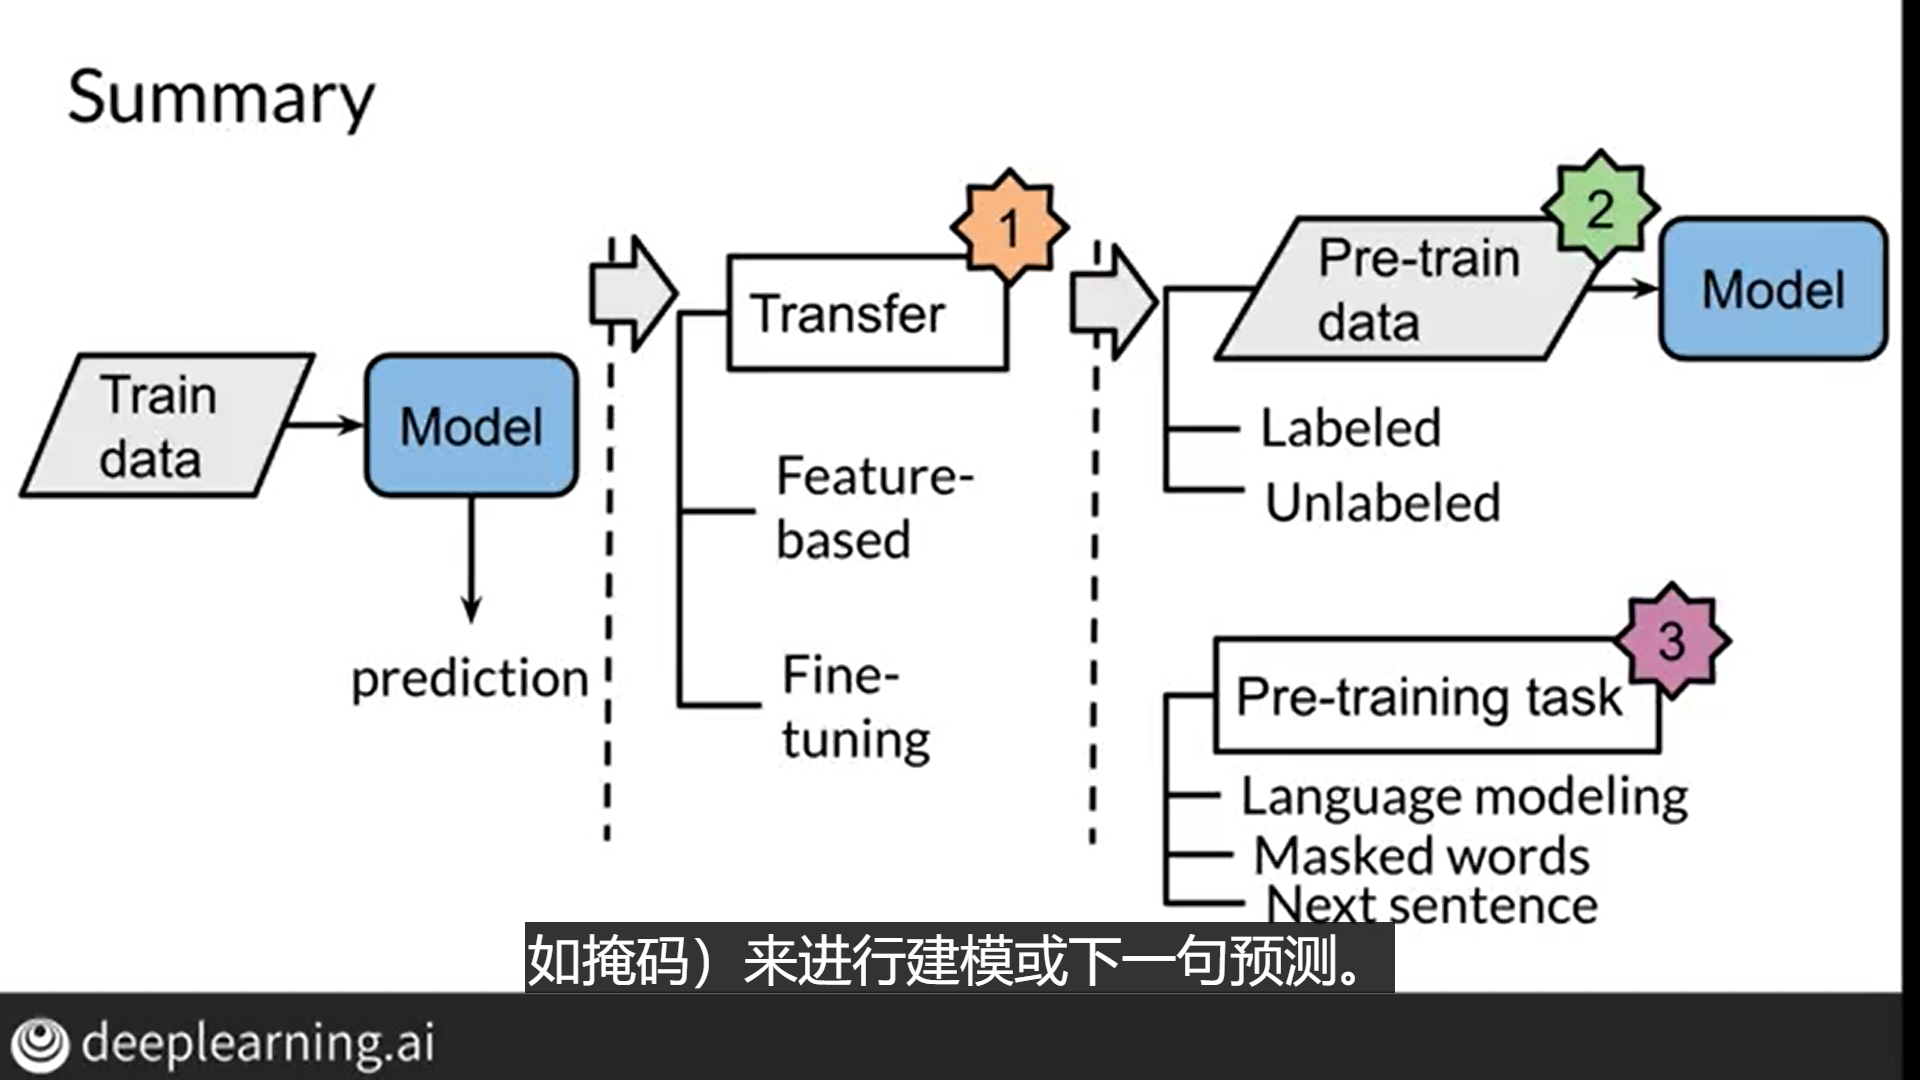 Summary
Train
data
Model
prediction
1
Transfer
Feature-
based
Fine-
tuning
2
Pre-train
data
Model
Labeled
Unlabeled
3
Pre-training task
Language modeling
Masked words
Next sentence
如掩码）来进行建模或下一句预测。
deeplearning.ai